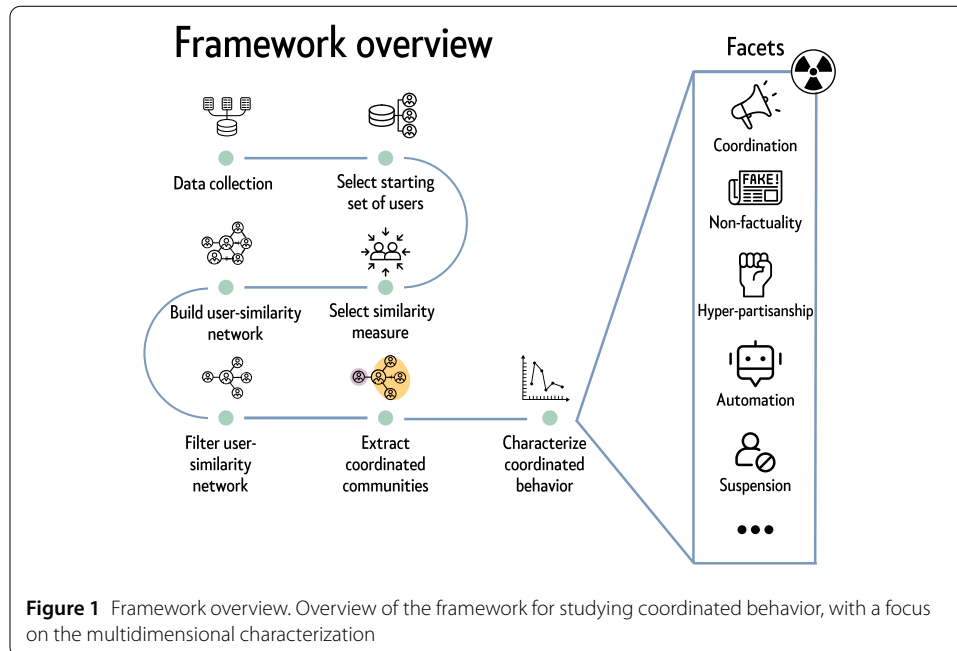 Framework overview
Data collection
Select starting
set of users
Select similarity
measure
Build user-similarity
network
Filter user-
similarity
network
Extract
coordinated
communities
Characterize
coordinated
behavior
Facets
Coordination
FAKE!
Non-factuality
Hyper-partisanship
Automation
Suspension
•••
Figure 1 Framework overview. Overview of the framework for studying coordinated behavior, with a focus
on the multidimensional characterization